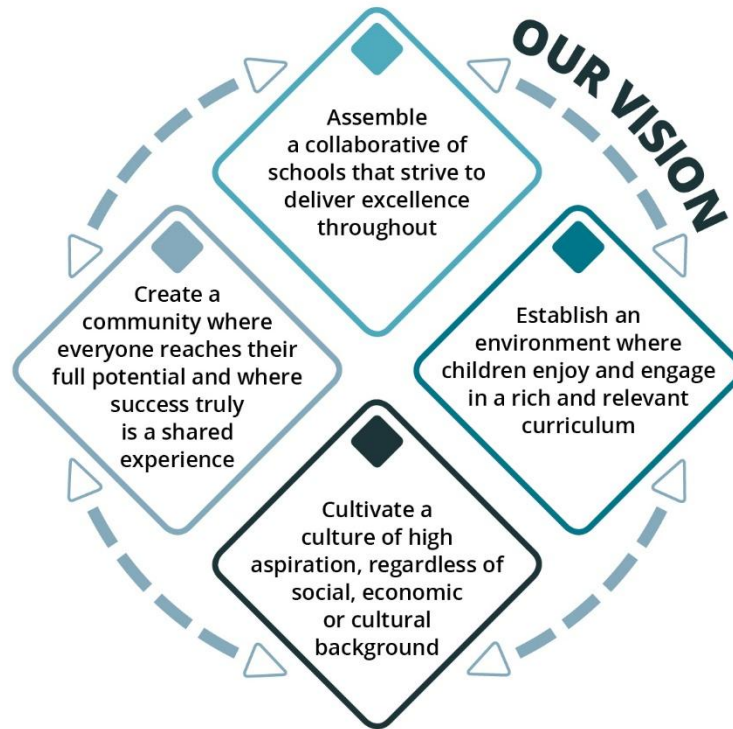 OUR VISION
Assemble
a collaborative of
schools that strive to
deliver excellence
throughout
Create a
community where
everyone reaches their
full potential and where
success truly
is a shared
experience
Establish an
environment where
children enjoy and engage
in a rich and relevant
curriculum
Cultivate a
culture of high
aspiration, regardless of
social, economic
or cultural
background